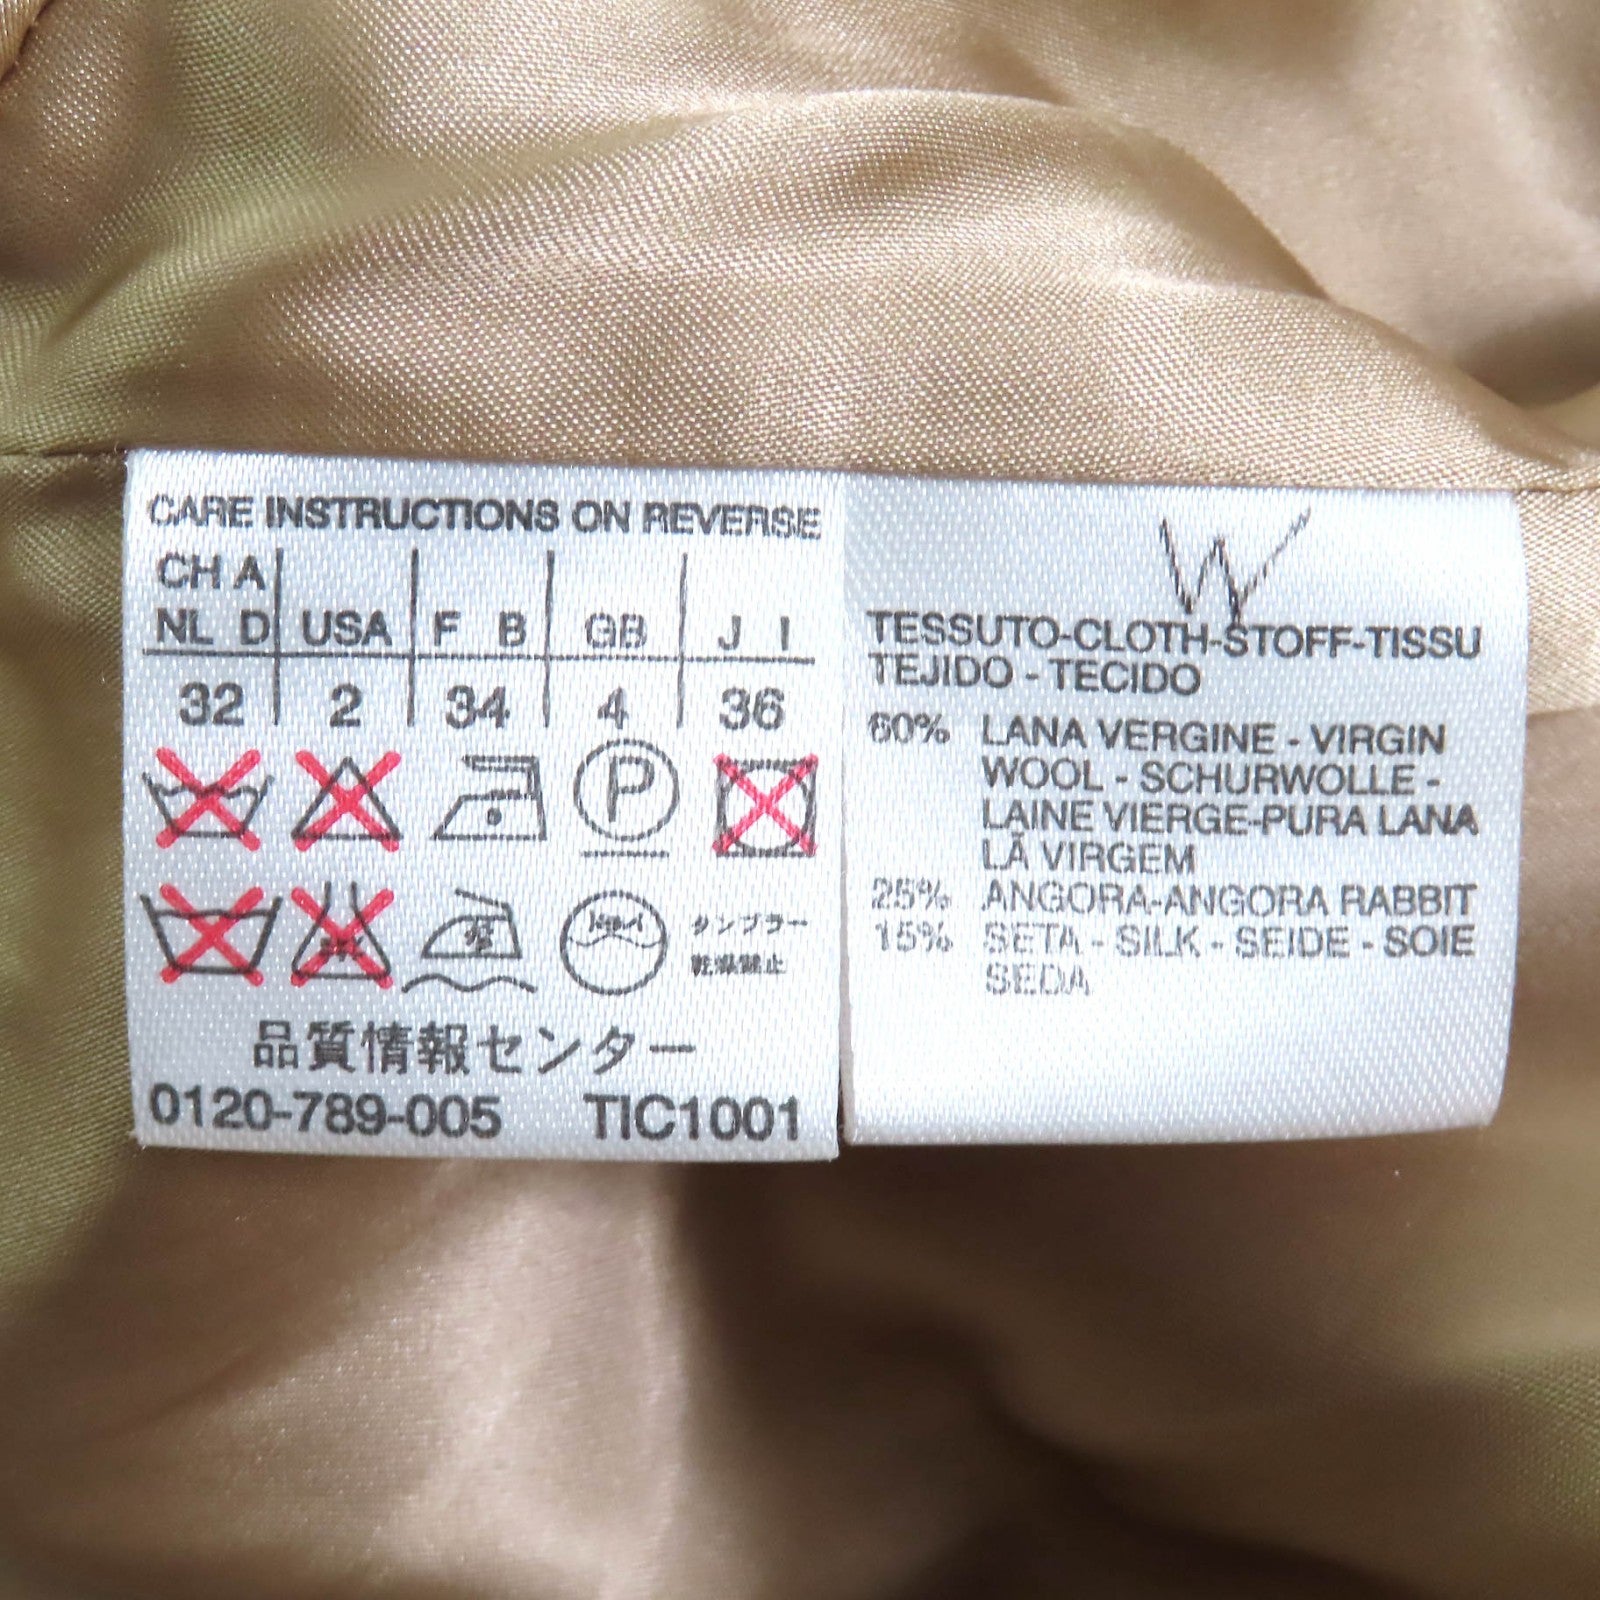 CARE INSTRUCTIONS ON REVERSE
CH A
NL D USA F B GB J I
32 2 34 4 36
P
ドライ
タンブラー
乾燥禁止
品質情報センター
0120-789-005 TIC1001
W
TESSUTO-CLOTH-STOFF-TISSU
TEJIDO - TECIDO
60% LANA VERGINE - VIRGIN
WOOL - SCHURWOLLE -
LAINE VIERGE-PURA LANA
LÃ VIRGEM
25% ANGORA-ANGORA RABBIT
15% SETA - SILK - SEIDE - SOIE
SEDA